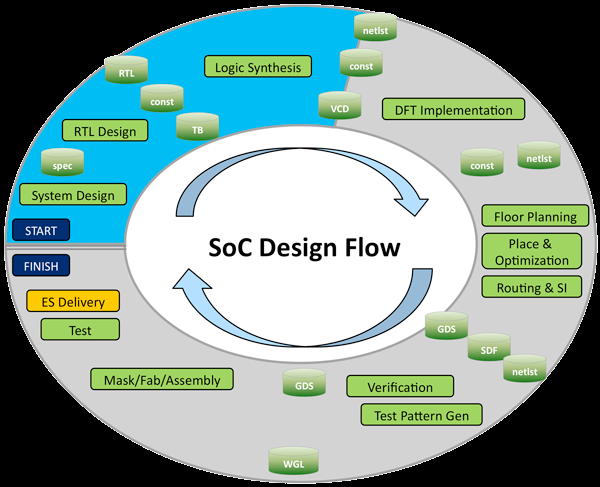 netlist
const
Logic Synthesis
RTL
const
VCD
DFT Implementation
TB
RTL Design
spec
const
netlist
System Design
START
Floor Planning
Place &
Optimization
Routing & SI
SoC Design Flow
FINISH
ES Delivery
Test
GDS
SDF
netlist
Mask/Fab/Assembly
GDS
Verification
Test Pattern Gen
WGL